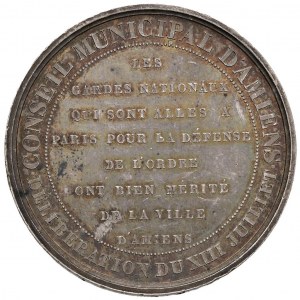 CONSEIL MUNICIPAL D'AMIENS
DÉLIBÉRATION DU XIII JUILLET
LES
GARDES NATIONAUX
QUI SONT ALLÉS A
PARIS POUR LA DÉFENSE
DE L'ORDRE
ONT BIEN MÉRITÉ
DE LA VILLE
D'AMIENS